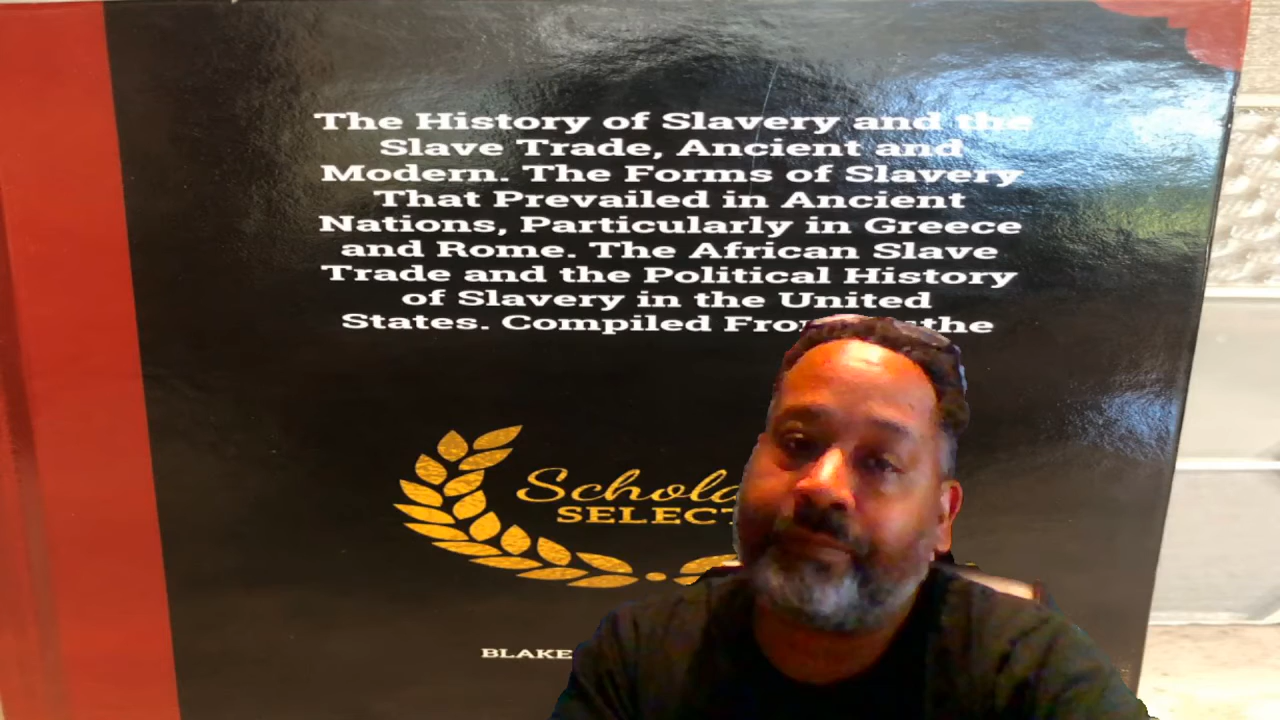 The History of Slavery and the
Slave Trade, Ancient and
Modern. The Forms of Slavery
That Prevailed in Ancient
Nations, Particularly in Greece
and Rome. The African Slave
Trade and the Political History
of Slavery in the United
States. Compiled the
SELECT
BLAKE